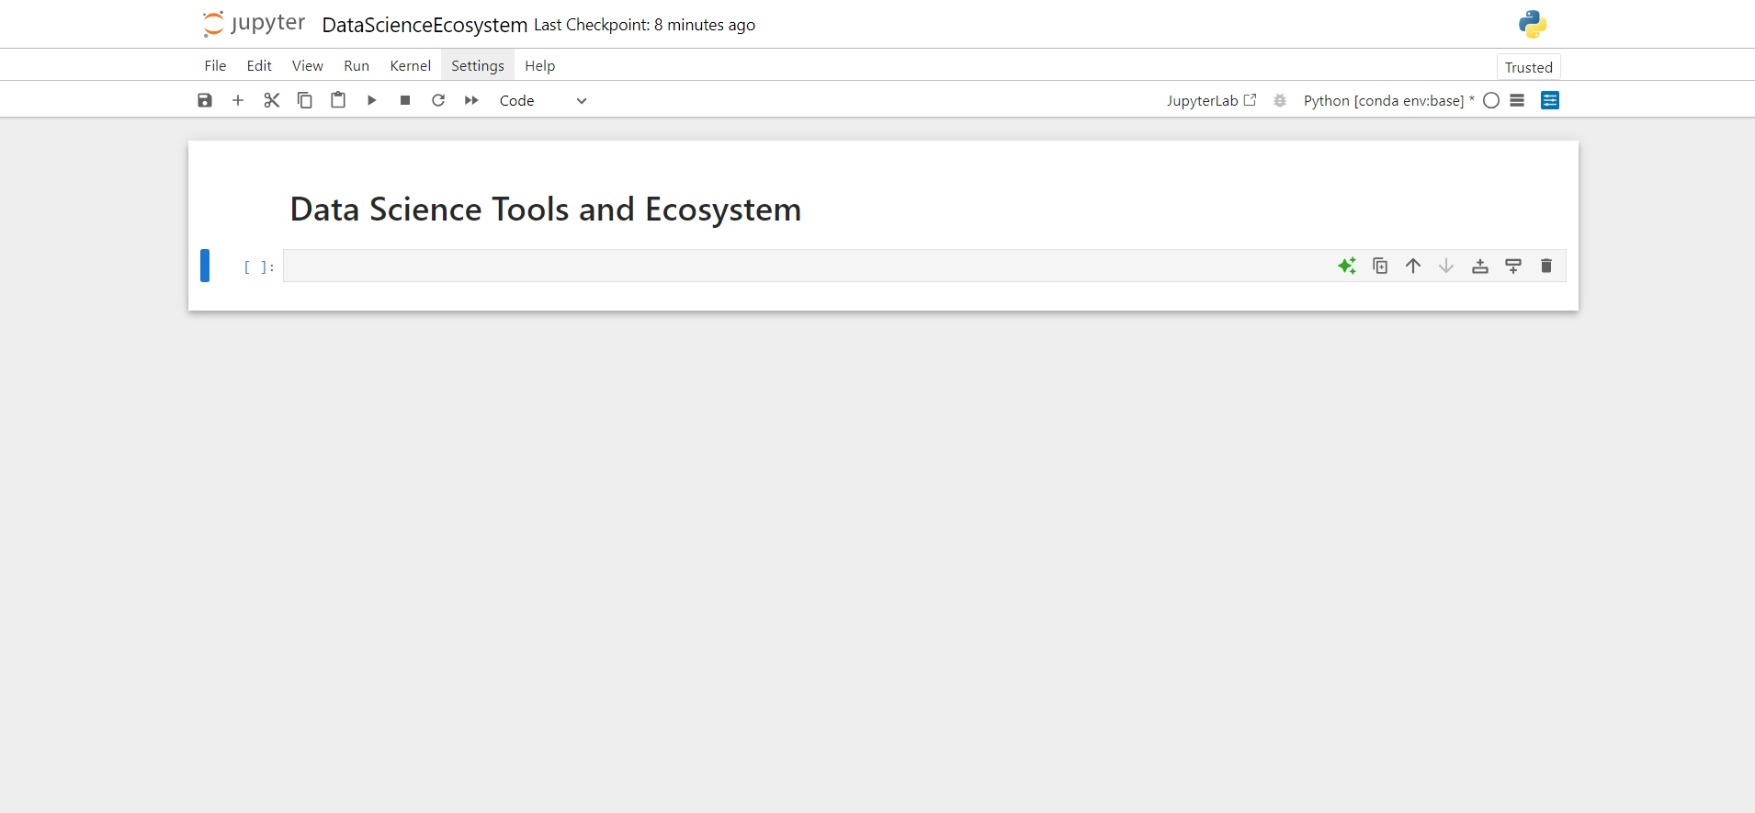 jupyter DataScienceEcosystem Last Checkpoint: 8 minutes ago
File Edit View Run Kernel Settings Help Trusted
Code JupyterLab Python [conda env:base] *
Data Science Tools and Ecosystem
[ ]: